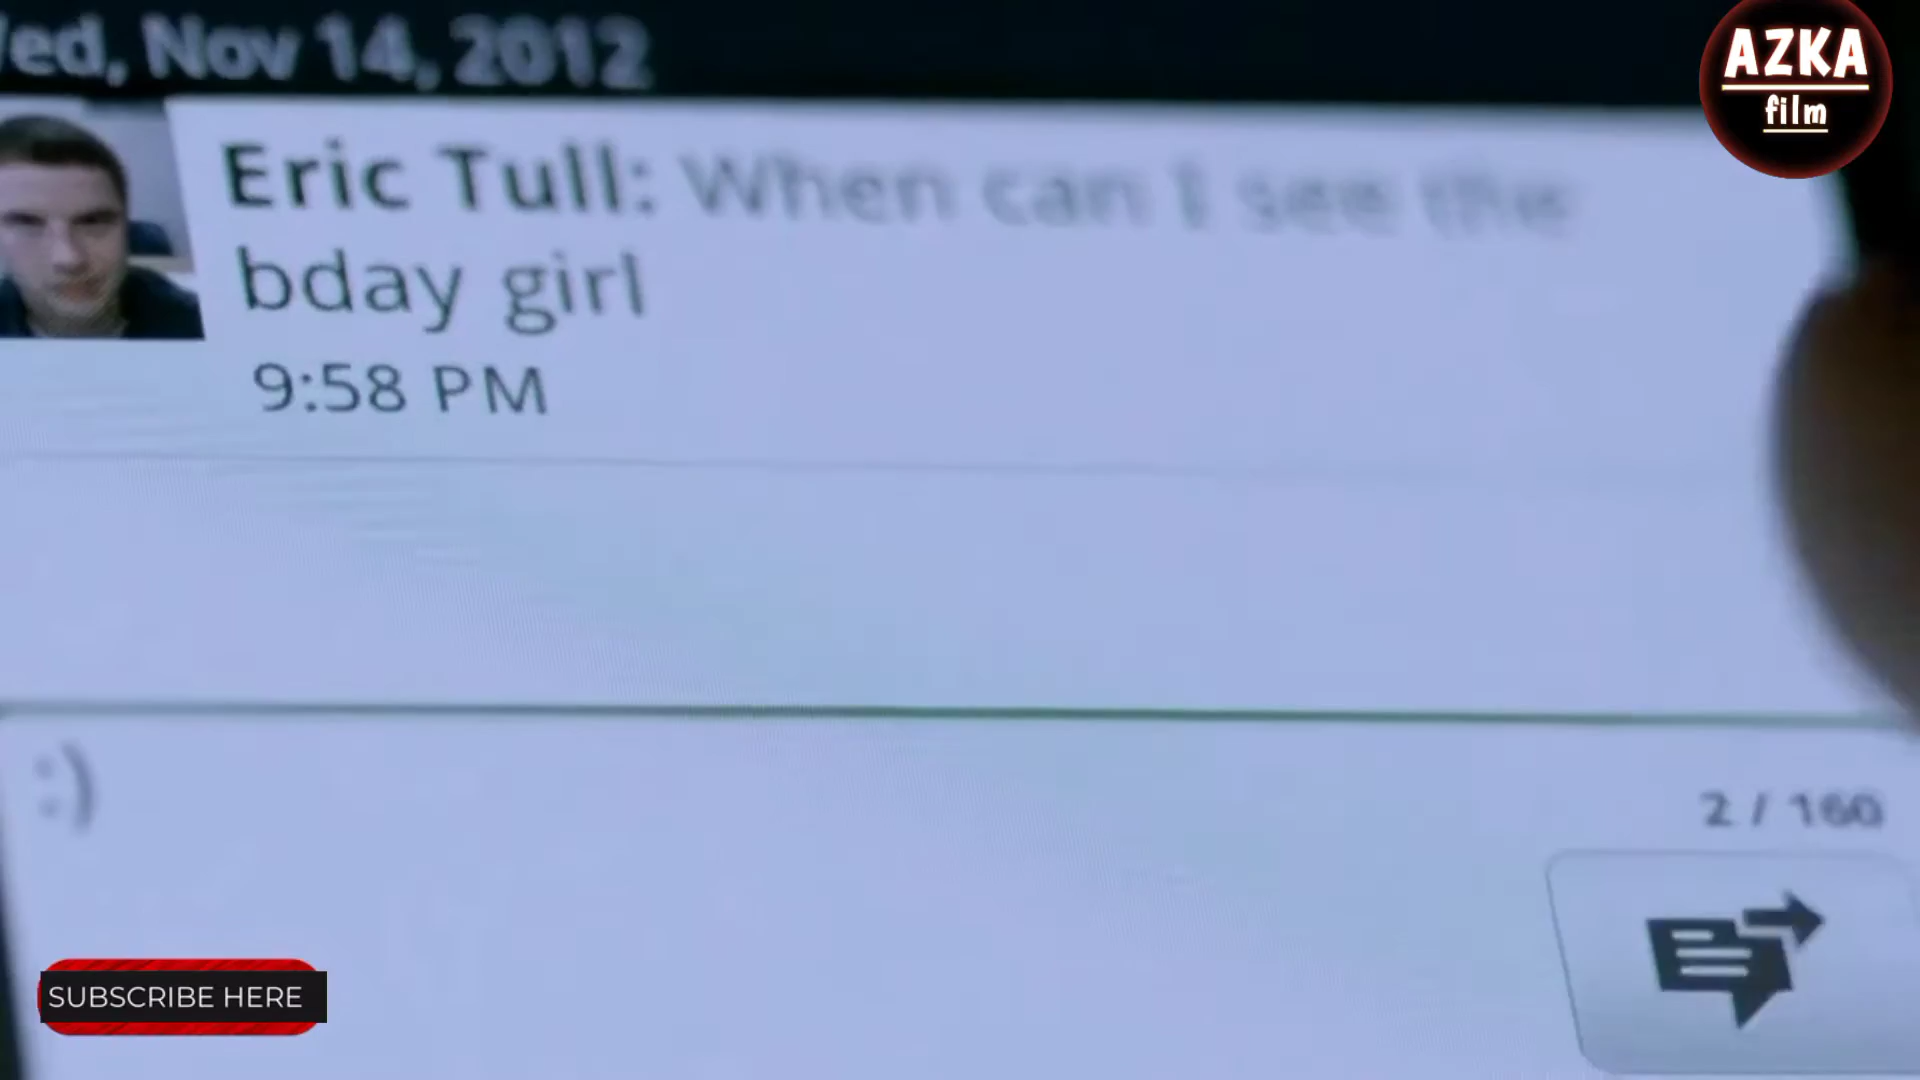 ed, Nov 14, 2012
AZKA
film
Eric Tull: When can I see the
bday girl
9:58 PM
:)
2 / 160
SUBSCRIBE HERE